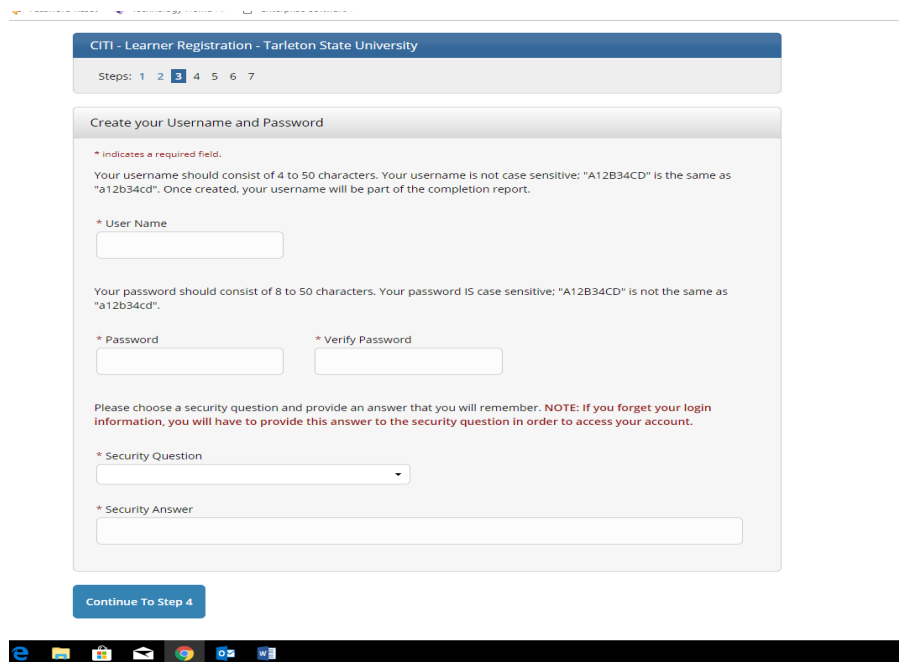 CITI - Learner Registration - Tarleton State University
Steps: 1 2 3 4 5 6 7
Create your Username and Password
* indicates a required field.
Your username should consist of 4 to 50 characters. Your username is not case sensitive; "A12B34CD" is the same as
"a12b34cd". Once created, your username will be part of the completion report.
* User Name
Your password should consist of 8 to 50 characters. Your password IS case sensitive; "A12B34CD" is not the same as
"a12b34cd".
* Password * Verify Password
Please choose a security question and provide an answer that you will remember. NOTE: If you forget your login
information, you will have to provide this answer to the security question in order to access your account.
* Security Question
* Security Answer
Continue To Step 4